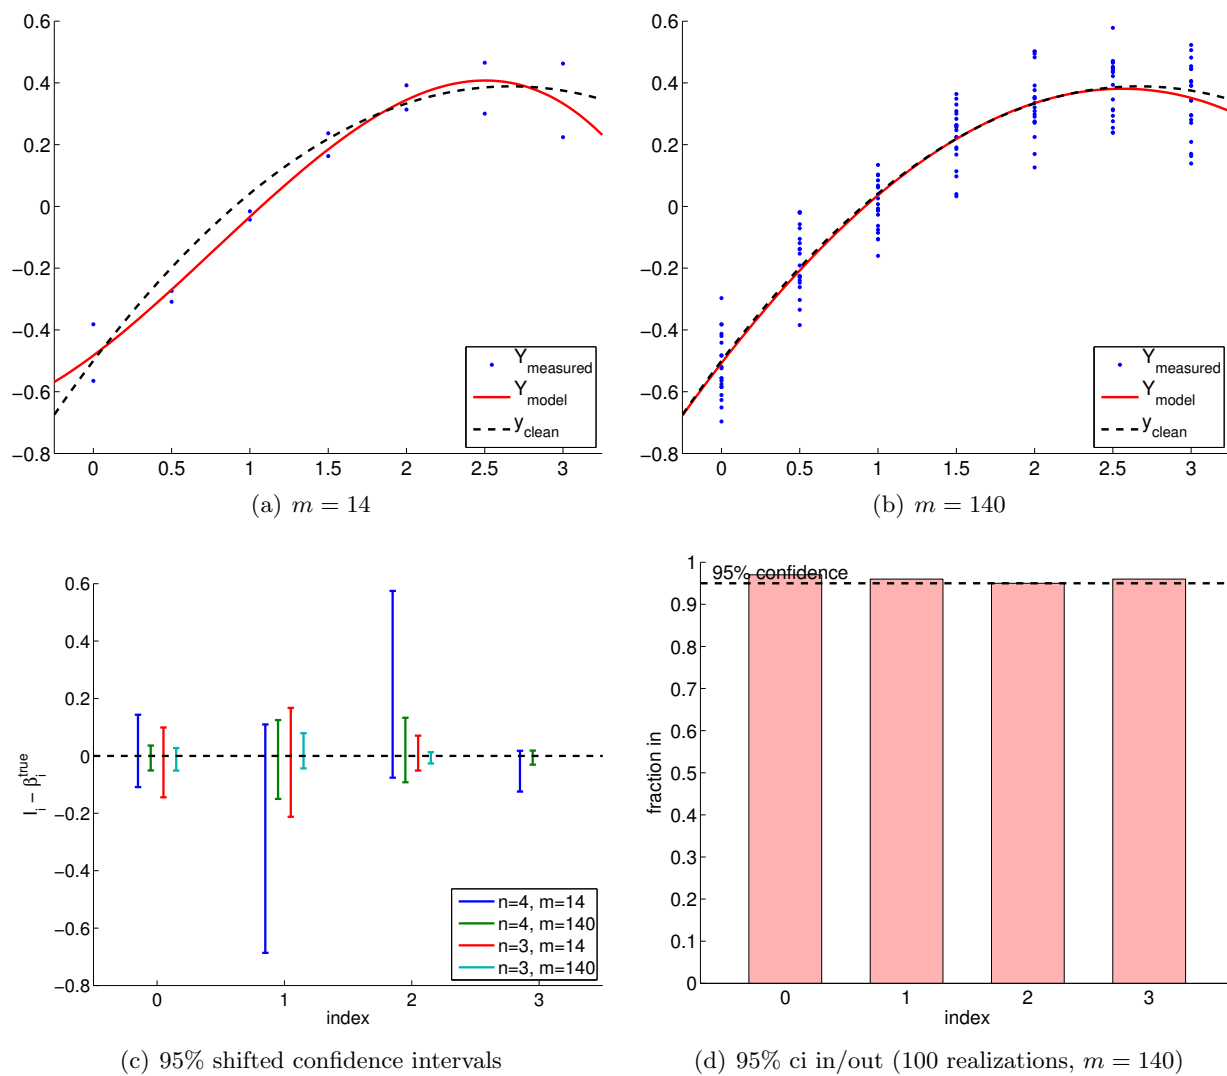 0.6
0.4
0.2
0
−0.2
−0.4
−0.6
−0.8
0 0.5 1 1.5 2 2.5 3
Y_measured
Y_model
y_clean
(a) m = 14
0.6
0.4
0.2
0
−0.2
−0.4
−0.6
−0.8
0 0.5 1 1.5 2 2.5 3
Y_measured
Y_model
y_clean
(b) m = 140
0.6
0.4
0.2
0
−0.2
−0.4
−0.6
−0.8
I_i − β_i^true
0 1 2 3
index
n=4, m=14
n=4, m=140
n=3, m=14
n=3, m=140
(c) 95% shifted confidence intervals
1
0.9
0.8
0.7
0.6
0.5
0.4
0.3
0.2
0.1
0
fraction in
95% confidence
0 1 2 3
index
(d) 95% ci in/out (100 realizations, m = 140)